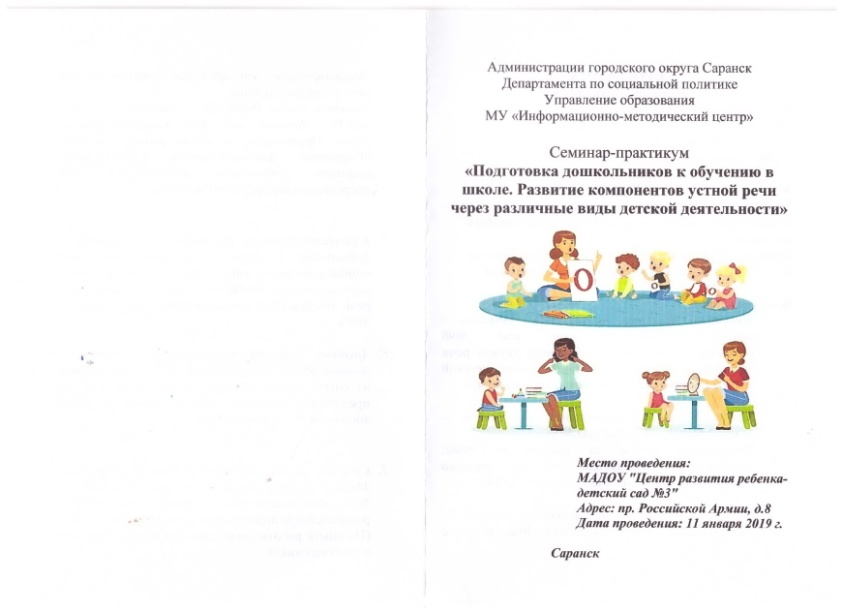 Администрации городского округа Саранск
Департамента по социальной политике
Управление образования
МУ «Информационно-методический центр»
Семинар-практикум
«Подготовка дошкольников к обучению в
школе. Развитие компонентов устной речи
через различные виды детской деятельности»
О
о
о
Место проведения:
МАДОУ "Центр развития ребенка-
детский сад №3"
Адрес: пр. Российской Армии, д.8
Дата проведения: 11 января 2019 г.
Саранск